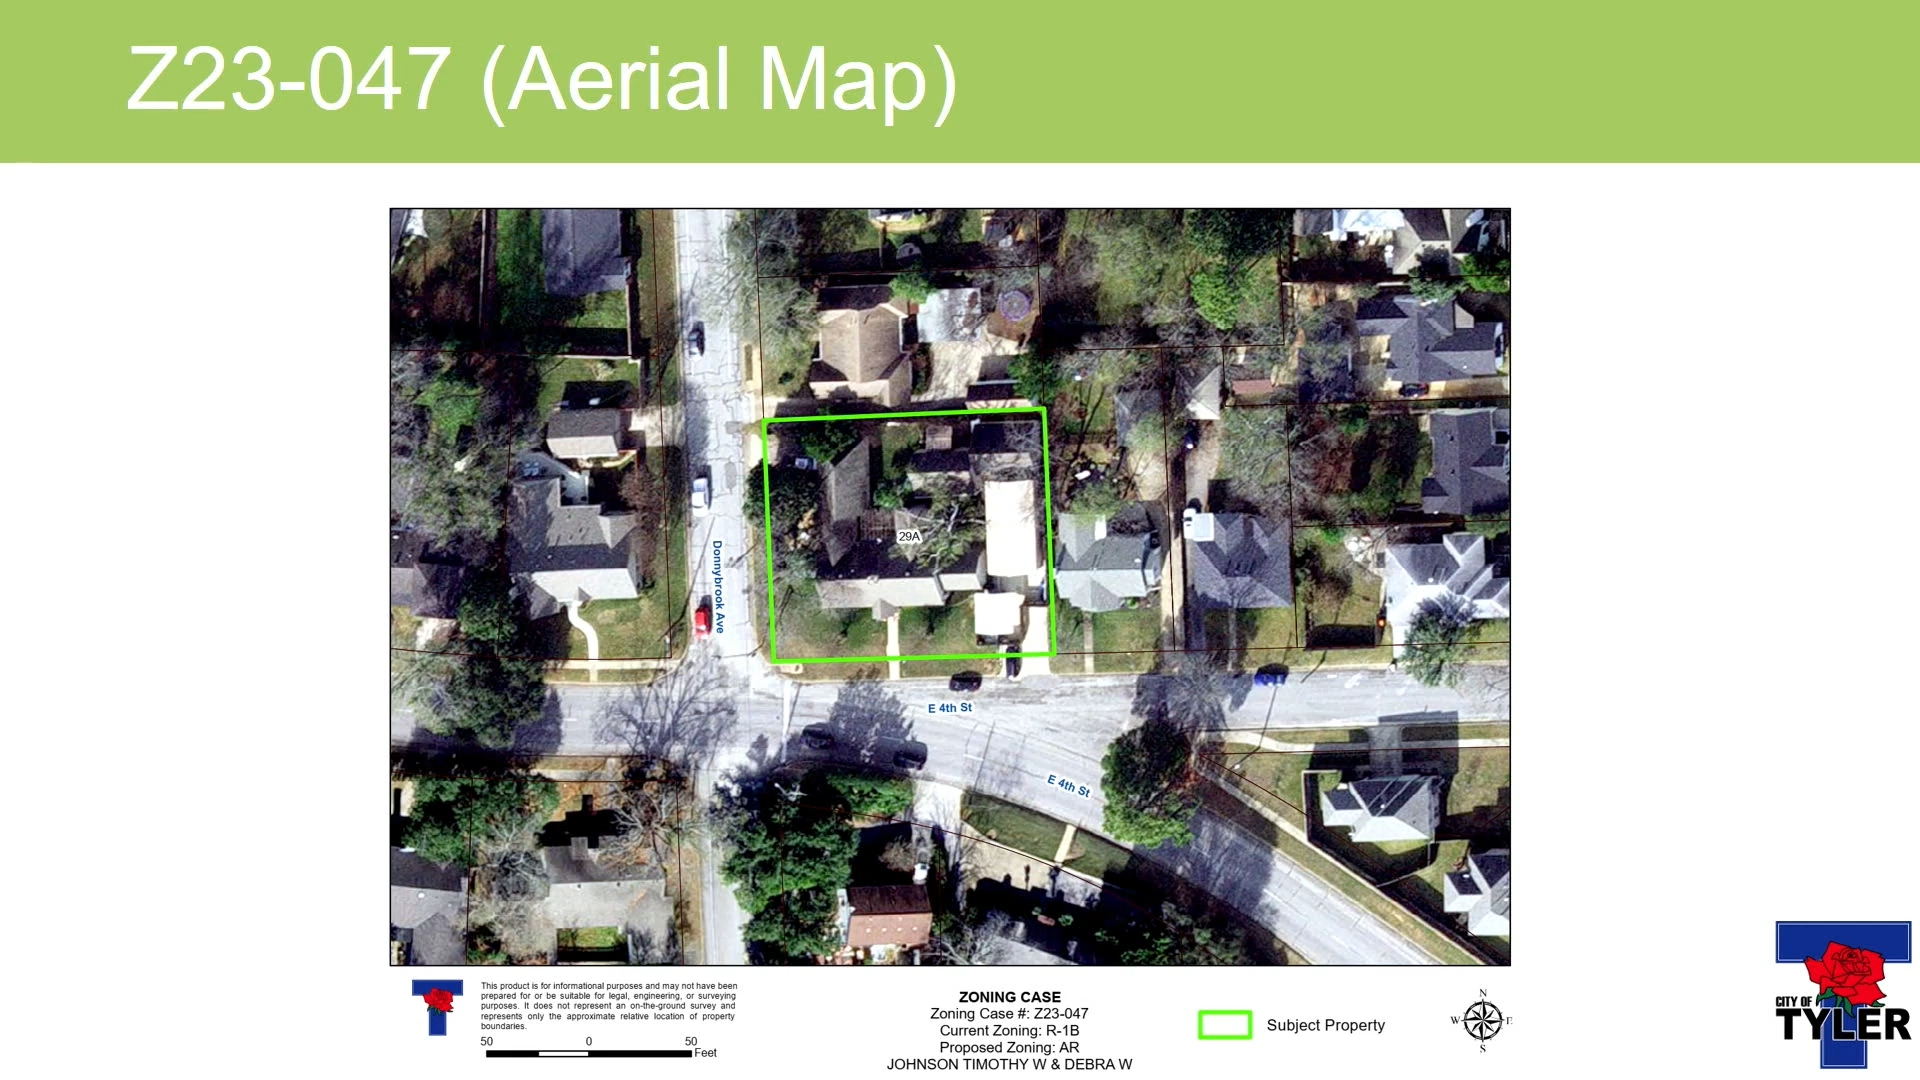 Z23-047 (Aerial Map)
29A
Donnybrook Ave
E 4th St
E 4th St
This product is for informational purposes and may not have been
prepared for or be suitable for legal, engineering, or surveying
purposes. It does not represent an on-the-ground survey and
represents only the approximate relative location of property
boundaries.
50 0 50
Feet
ZONING CASE
Zoning Case #: Z23-047
Current Zoning: R-1B
Proposed Zoning: AR
JOHNSON TIMOTHY W & DEBRA W
Subject Property
N
W E
S
CITY OF
TYLER